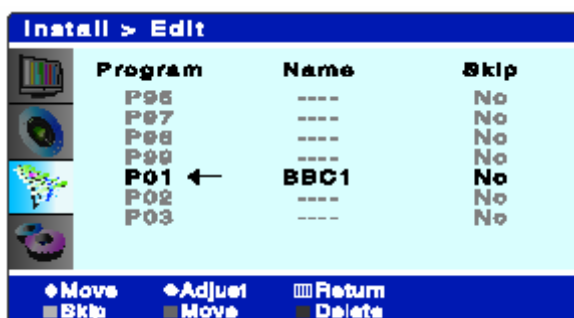 Install > Edit
Program Name Skip
P96 ---- No
P97 ---- No
P98 ---- No
P99 ---- No
P01 ← BBC1 No
P02 ---- No
P03 ---- No
Move Adjust Return
Skip Move Delete